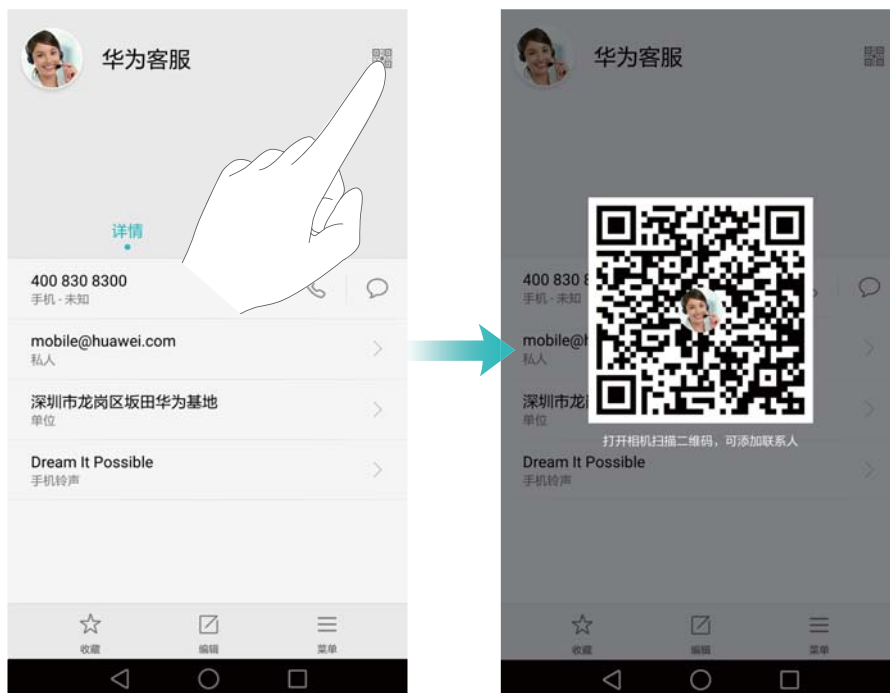 华为客服
详情
400 830 8300
手机 - 未知
mobile@huawei.com
私人
深圳市龙岗区坂田华为基地
单位
Dream It Possible
手机铃声
收藏
编辑
菜单
华为客服
400 830 8
手机 - 未知
mobile@h
私人
深圳市龙
单位
打开相机扫描二维码，可添加联系人
Dream It Possible
手机铃声
收藏
编辑
菜单